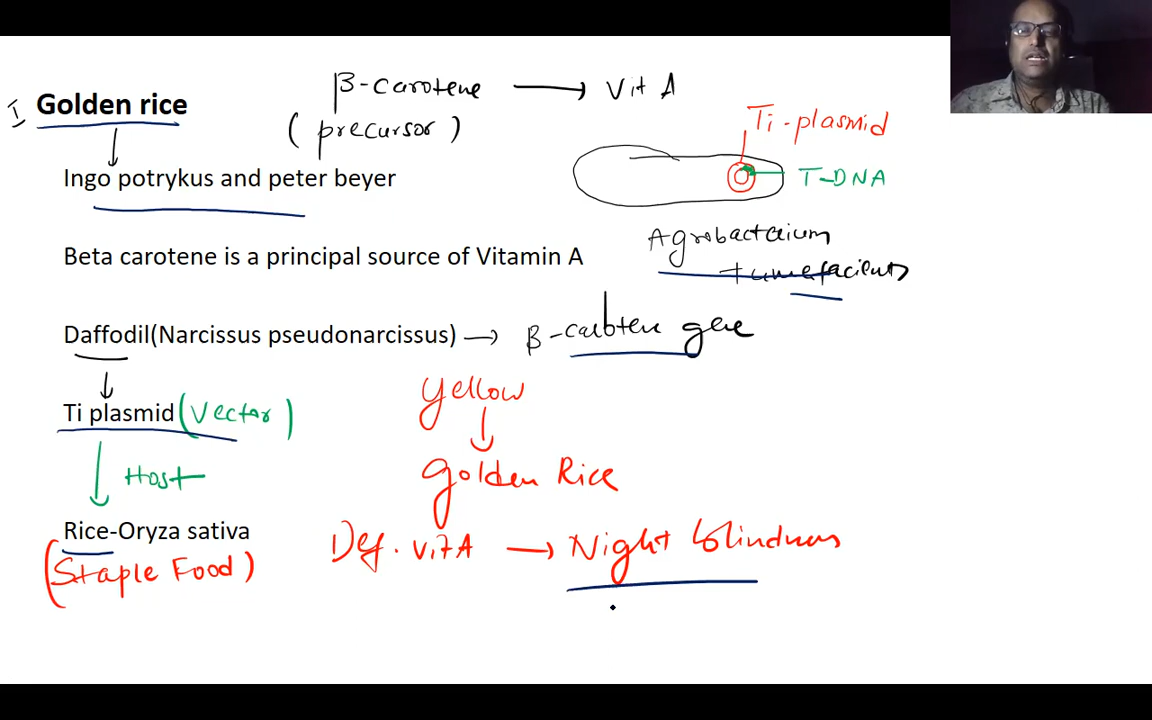 I Golden rice
β-carotene → Vit A
(precursor)
Ti-plasmid
T-DNA
Ingo potrykus and peter beyer
Agrobacterium
tumefaciens
Beta carotene is a principal source of Vitamin A
Daffodil(Narcissus pseudonarcissus) → β-carotene gene
Yellow
Ti plasmid (Vector)
Golden Rice
Host
Rice-Oryza sativa
Def. Vit A → Night blindness
(Staple Food)